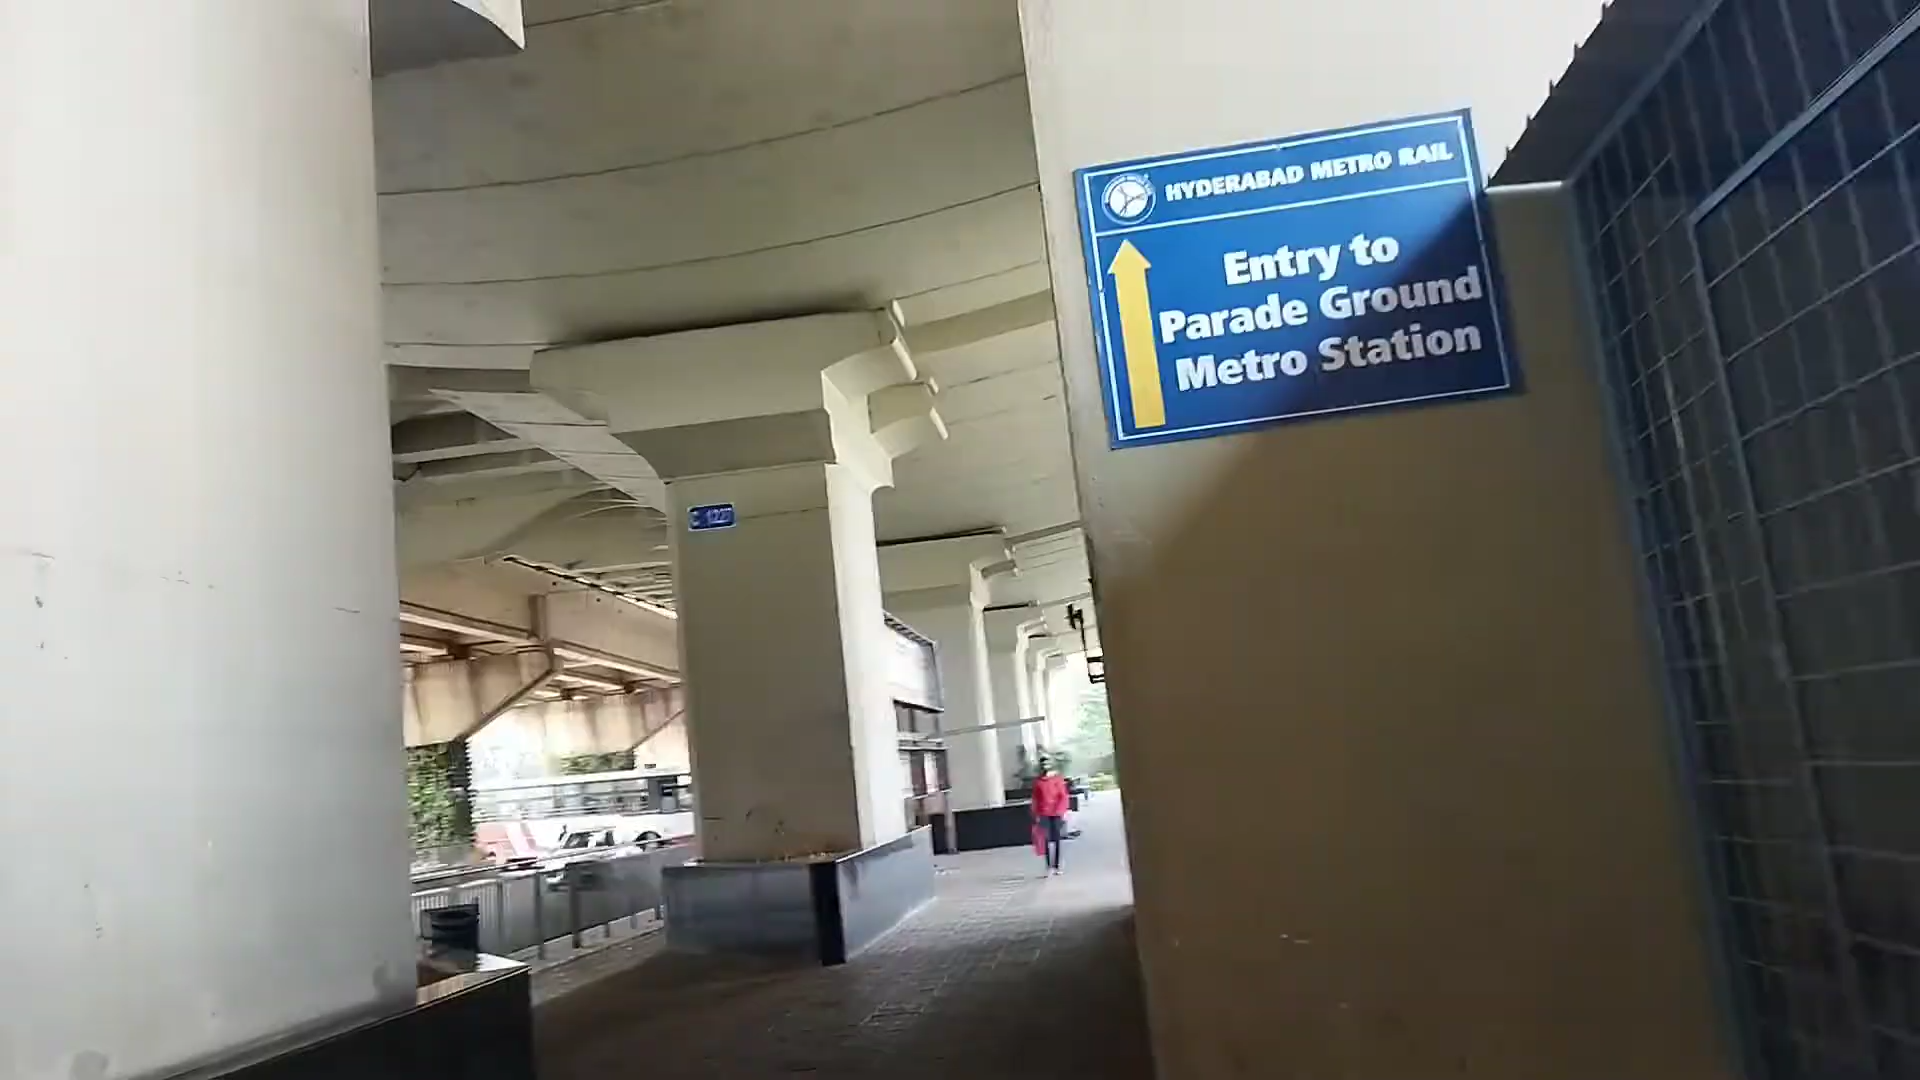 HYDERABAD METRO RAIL
Entry to
Parade Ground
Metro Station